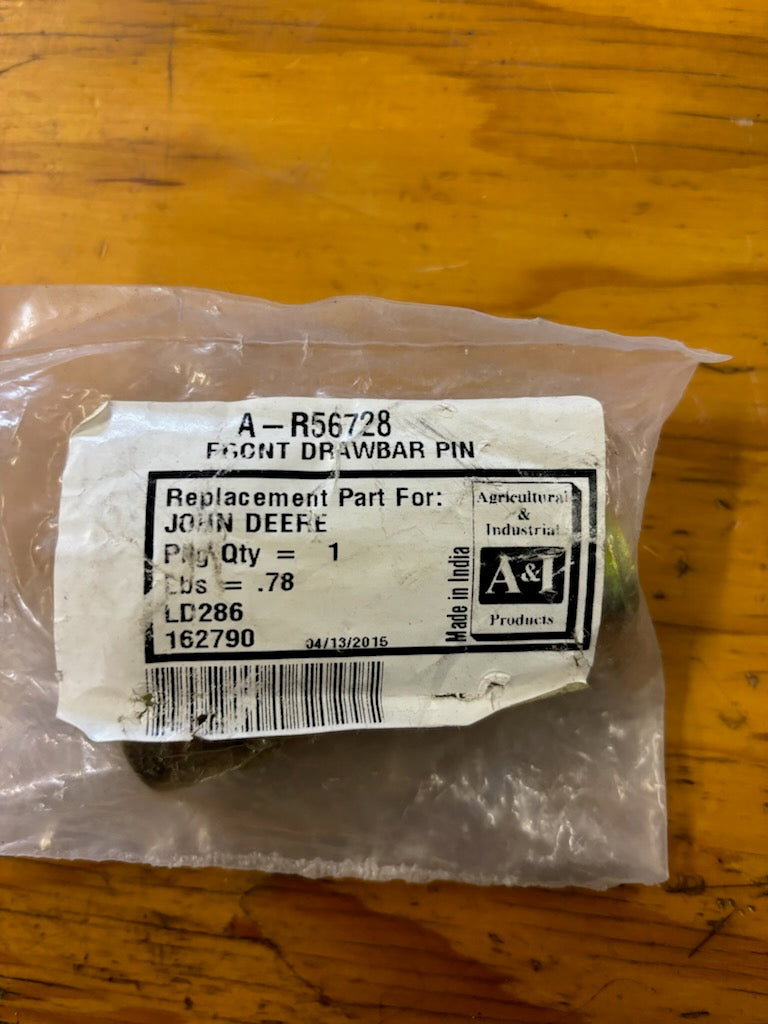 A-R56728
FRONT DRAWBAR PIN
Replacement Part For:
JOHN DEERE
Pkg Qty = 1
Lbs = .78
LD286
162790
04/13/2015
Made in India
Agricultural
&
Industrial
A&I
Products